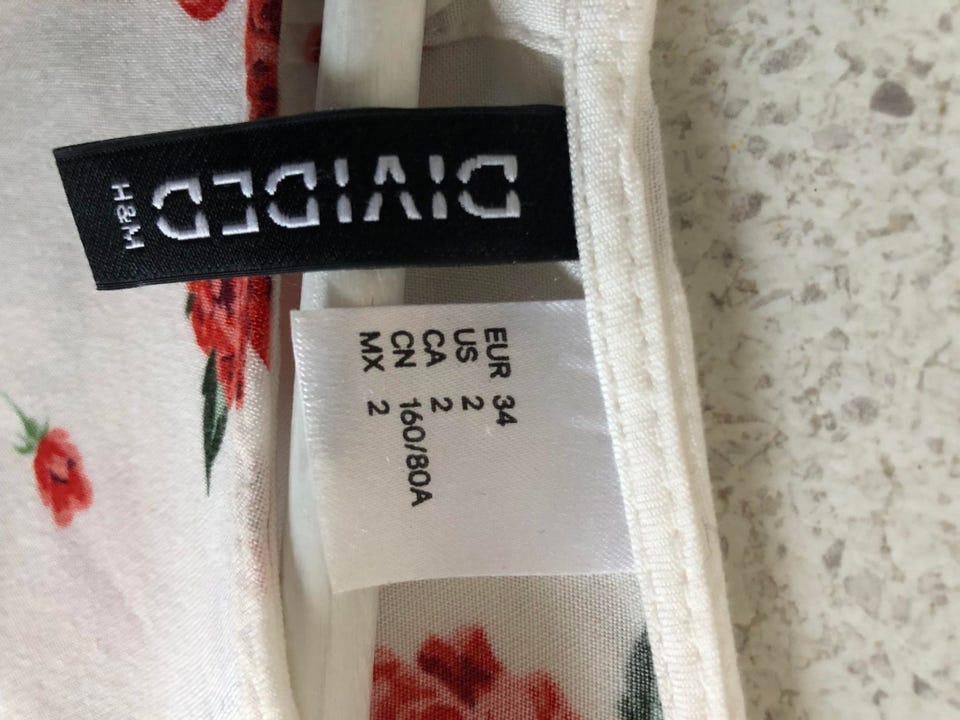 DIVIDED
H&M
EUR 34
US 2
CA 2
CN 160/80A
MX 2